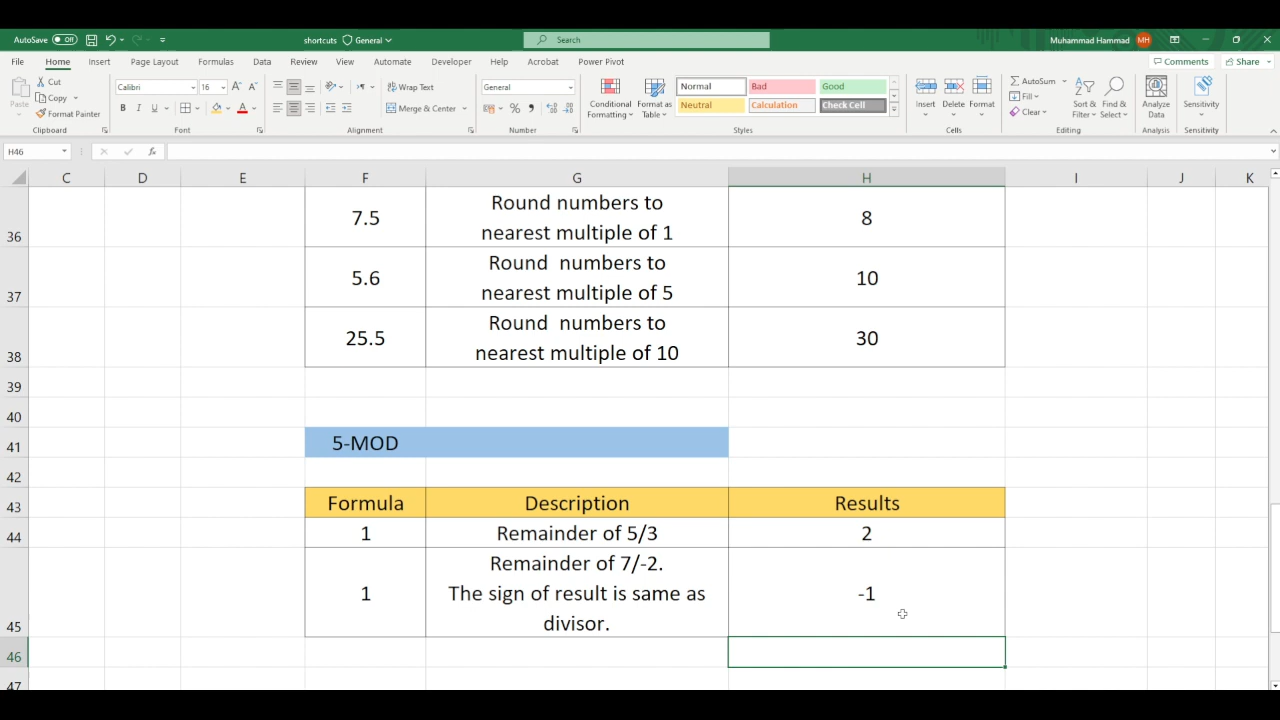 AutoSave Off
shortcuts General
Search
Muhammad Hammad MH
File Home Insert Page Layout Formulas Data Review View Automate Developer Help Acrobat Power Pivot
Comments Share
Paste
Cut
Copy
Format Painter
Clipboard
Calibri 16 A^ A˅
B I U A
Font
Wrap Text
Merge & Center
Alignment
General
% ,
Number
Conditional Formatting
Format as Table
Normal Bad Good
Neutral Calculation Check Cell
Styles
Insert Delete Format
Cells
AutoSum
Fill
Clear
Sort & Filter
Find & Select
Editing
Analyze Data
Analysis
Sensitivity
Sensitivity
H46 fx
C D E F G H I J K
36 7.5 Round numbers to
nearest multiple of 1 8
37 5.6 Round numbers to
nearest multiple of 5 10
38 25.5 Round numbers to
nearest multiple of 10 30
39
40
41 5-MOD
42
43 Formula Description Results
44 1 Remainder of 5/3 2
45 1 Remainder of 7/-2.
The sign of result is same as
divisor. -1
46
47